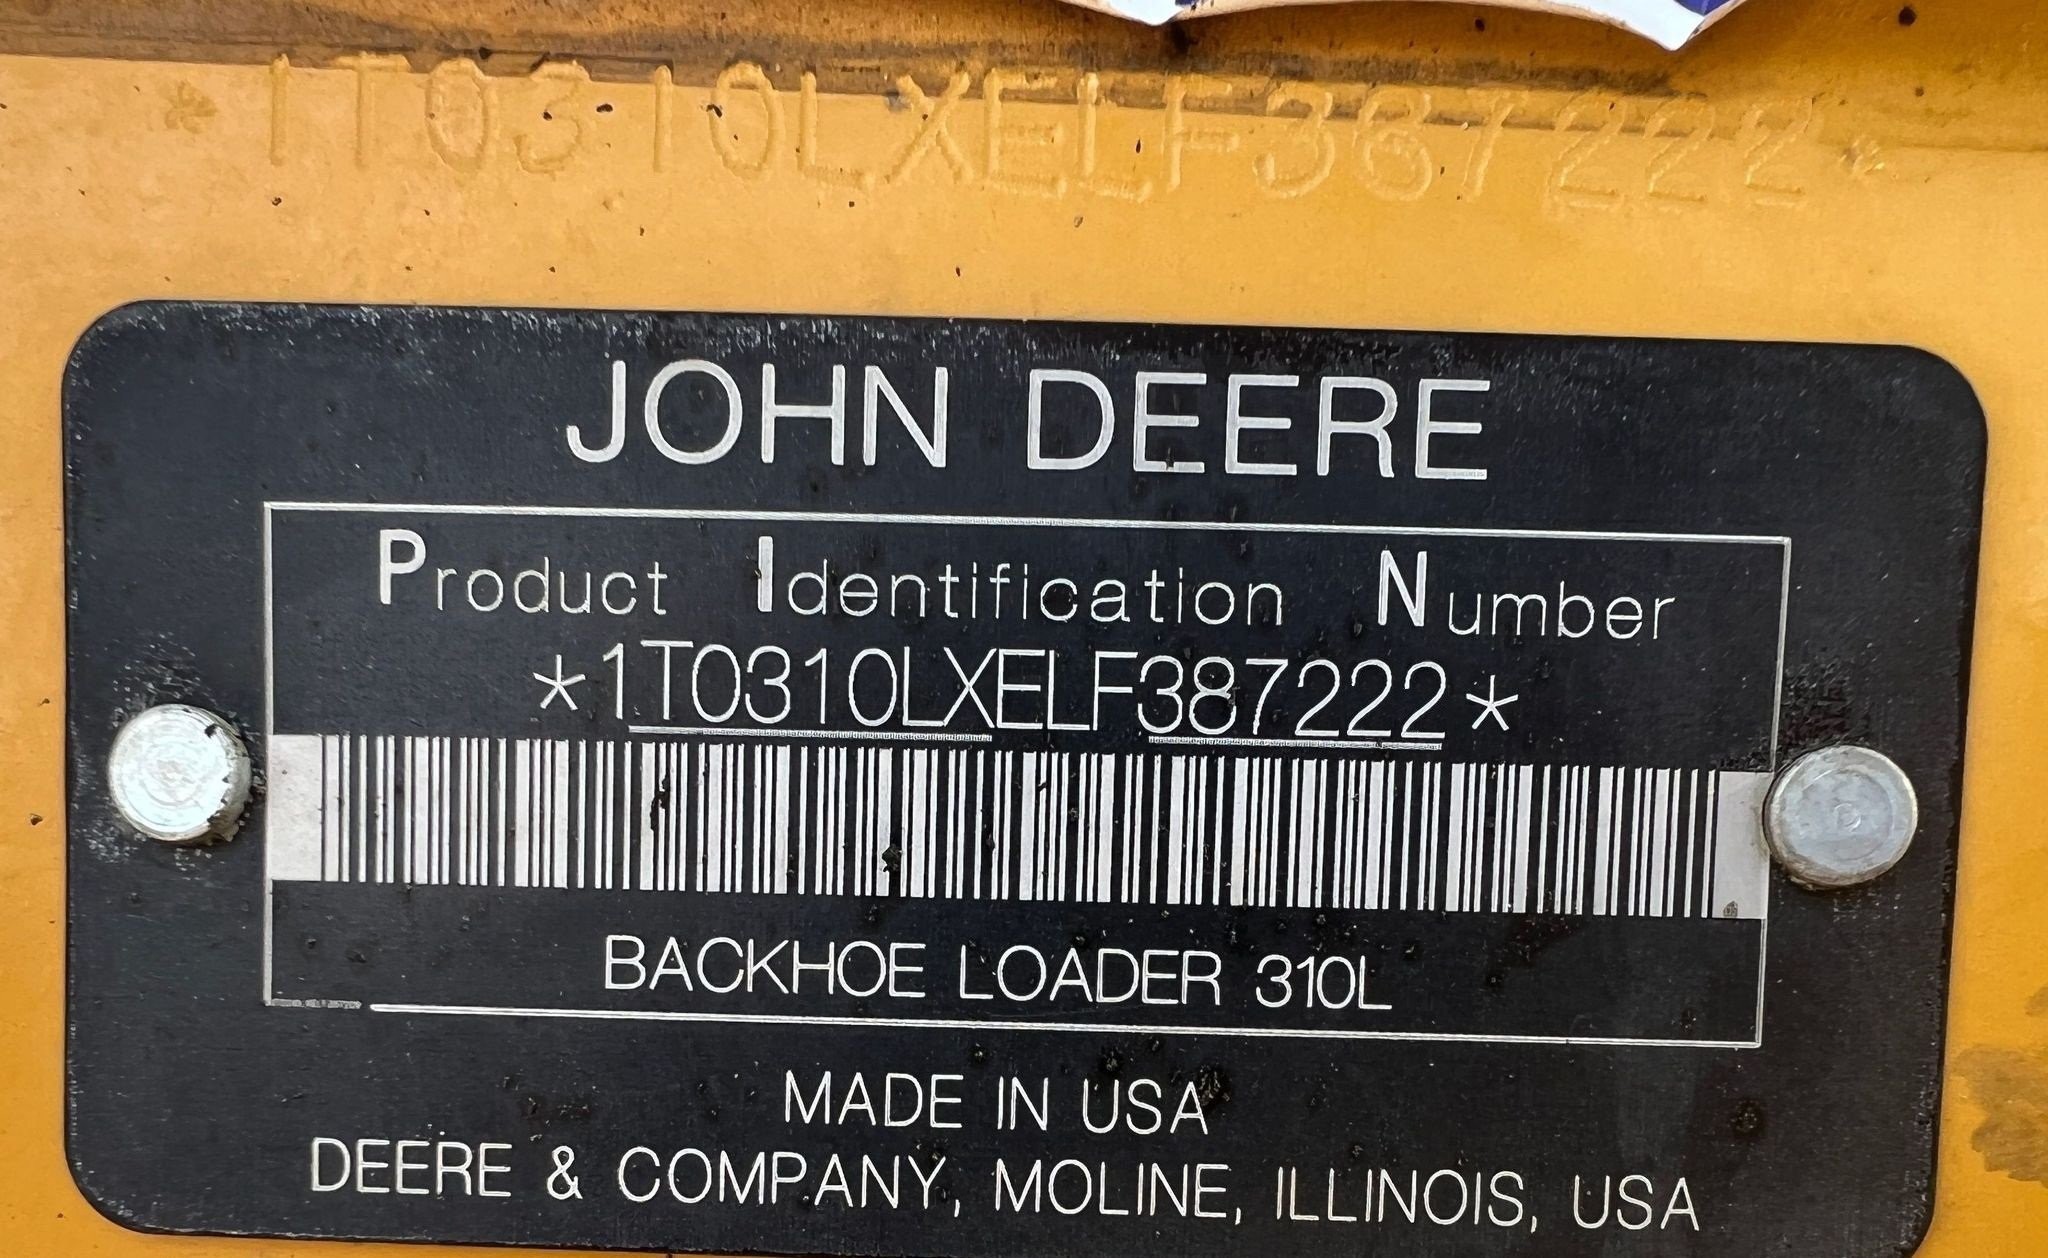 *1T0310LXELF387222*
JOHN DEERE
Product Identification Number
*1T0310LXELF387222*
BACKHOE LOADER 310L
MADE IN USA
DEERE & COMPANY, MOLINE, ILLINOIS, USA